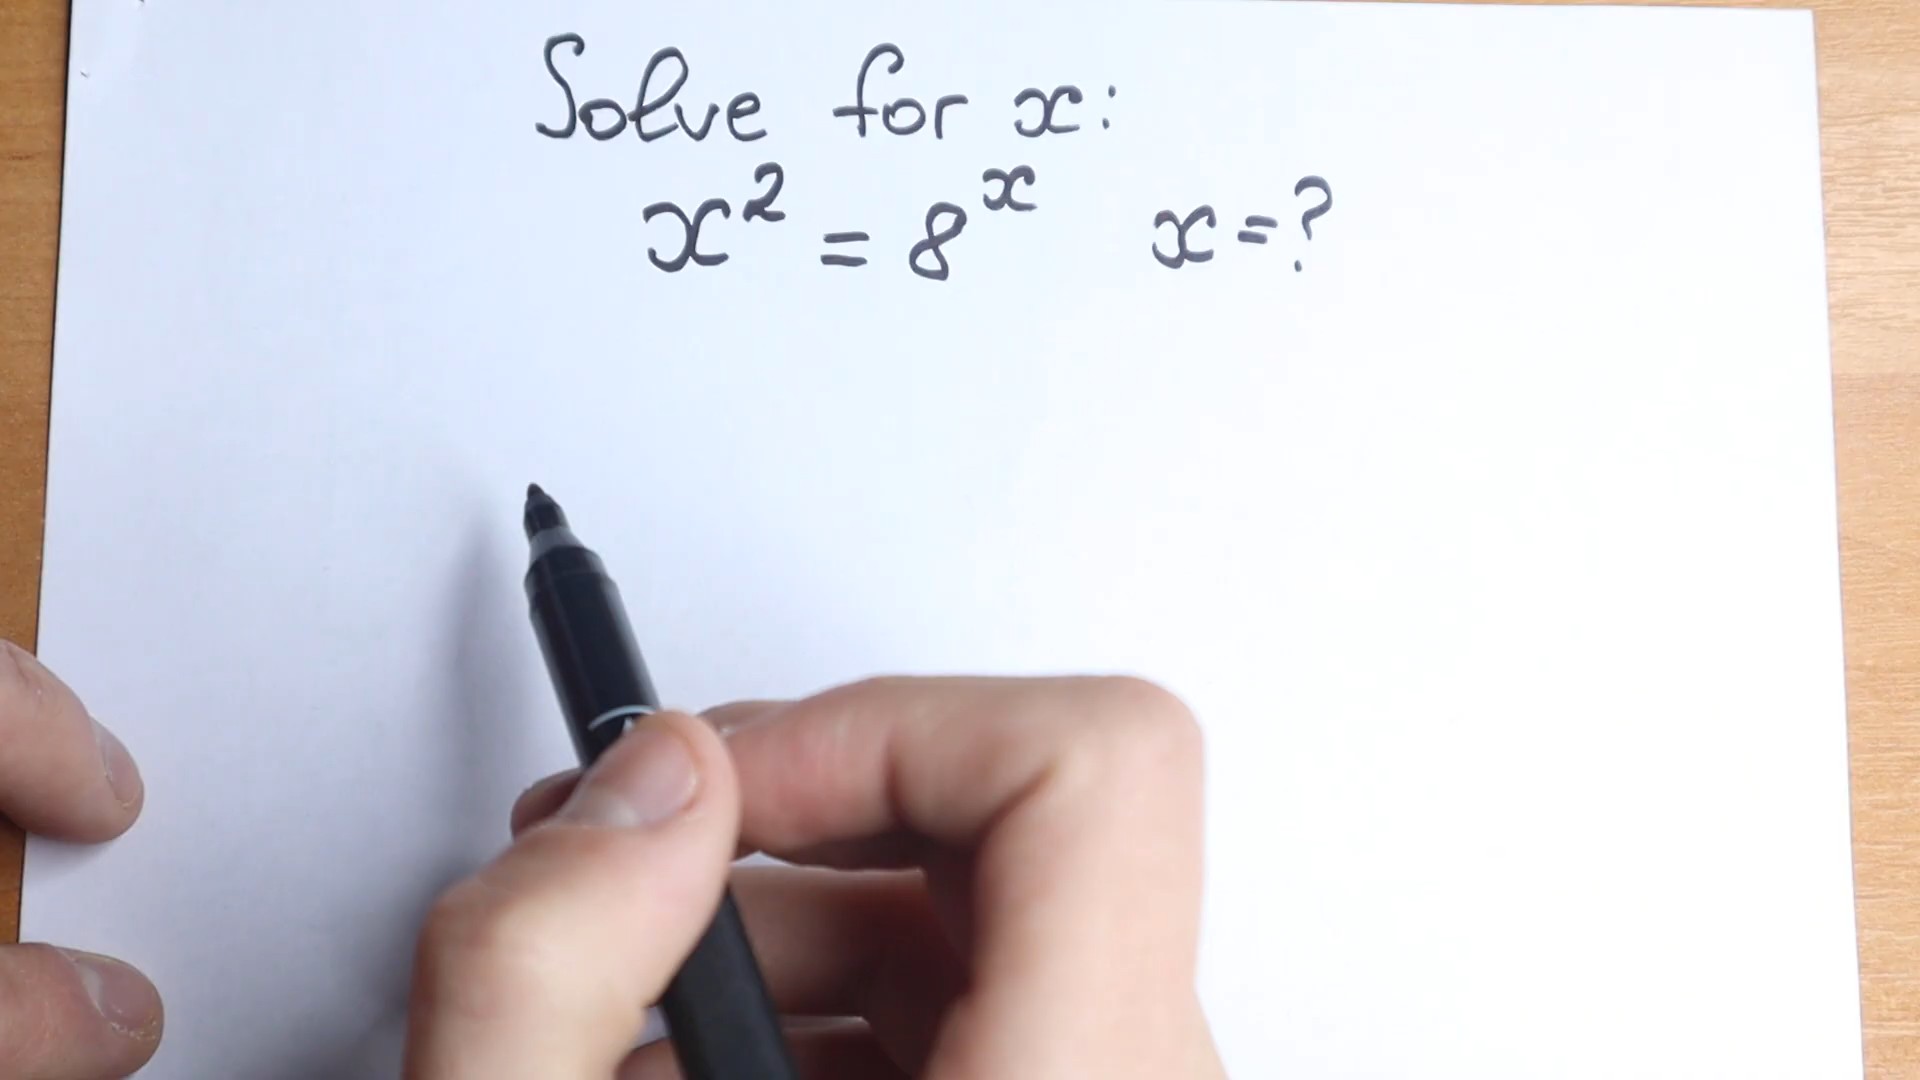 Solve for x:
x² = 8ˣ x=?